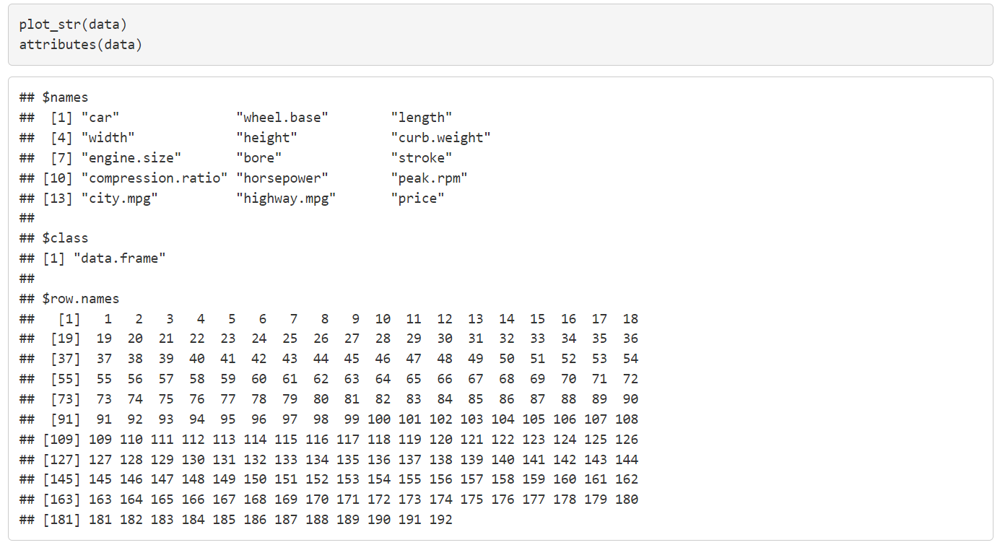 plot_str(data)
attributes(data)
## $names
##  [1] "car"               "wheel.base"        "length"
##  [4] "width"             "height"            "curb.weight"
##  [7] "engine.size"       "bore"              "stroke"
## [10] "compression.ratio" "horsepower"        "peak.rpm"
## [13] "city.mpg"          "highway.mpg"       "price"
##
## $class
## [1] "data.frame"
##
## $row.names
##   [1]   1   2   3   4   5   6   7   8   9  10  11  12  13  14  15  16  17  18
##  [19]  19  20  21  22  23  24  25  26  27  28  29  30  31  32  33  34  35  36
##  [37]  37  38  39  40  41  42  43  44  45  46  47  48  49  50  51  52  53  54
##  [55]  55  56  57  58  59  60  61  62  63  64  65  66  67  68  69  70  71  72
##  [73]  73  74  75  76  77  78  79  80  81  82  83  84  85  86  87  88  89  90
##  [91]  91  92  93  94  95  96  97  98  99 100 101 102 103 104 105 106 107 108
## [109] 109 110 111 112 113 114 115 116 117 118 119 120 121 122 123 124 125 126
## [127] 127 128 129 130 131 132 133 134 135 136 137 138 139 140 141 142 143 144
## [145] 145 146 147 148 149 150 151 152 153 154 155 156 157 158 159 160 161 162
## [163] 163 164 165 166 167 168 169 170 171 172 173 174 175 176 177 178 179 180
## [181] 181 182 183 184 185 186 187 188 189 190 191 192